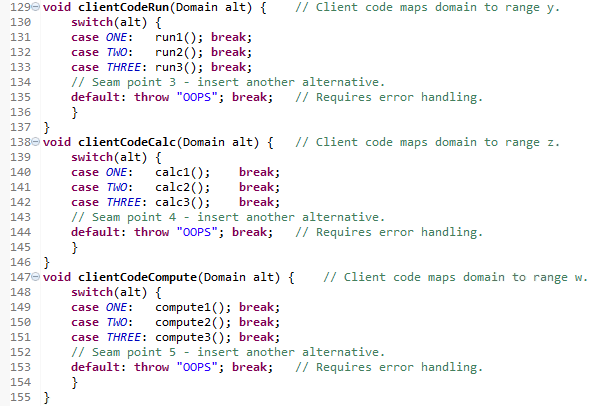 129 void clientCodeRun(Domain alt) {    // Client code maps domain to range y.
130     switch(alt) {
131     case ONE:   run1(); break;
132     case TWO:   run2(); break;
133     case THREE: run3(); break;
134     // Seam point 3 - insert another alternative.
135     default: throw "OOPS"; break;   // Requires error handling.
136     }
137 }
138 void clientCodeCalc(Domain alt) {   // Client code maps domain to range z.
139     switch(alt) {
140     case ONE:   calc1();    break;
141     case TWO:   calc2();    break;
142     case THREE: calc3();    break;
143     // Seam point 4 - insert another alternative.
144     default: throw "OOPS"; break;   // Requires error handling.
145     }
146 }
147 void clientCodeCompute(Domain alt) {    // Client code maps domain to range w.
148     switch(alt) {
149     case ONE:   compute1(); break;
150     case TWO:   compute2(); break;
151     case THREE: compute3(); break;
152     // Seam point 5 - insert another alternative.
153     default: throw "OOPS"; break;   // Requires error handling.
154     }
155 }